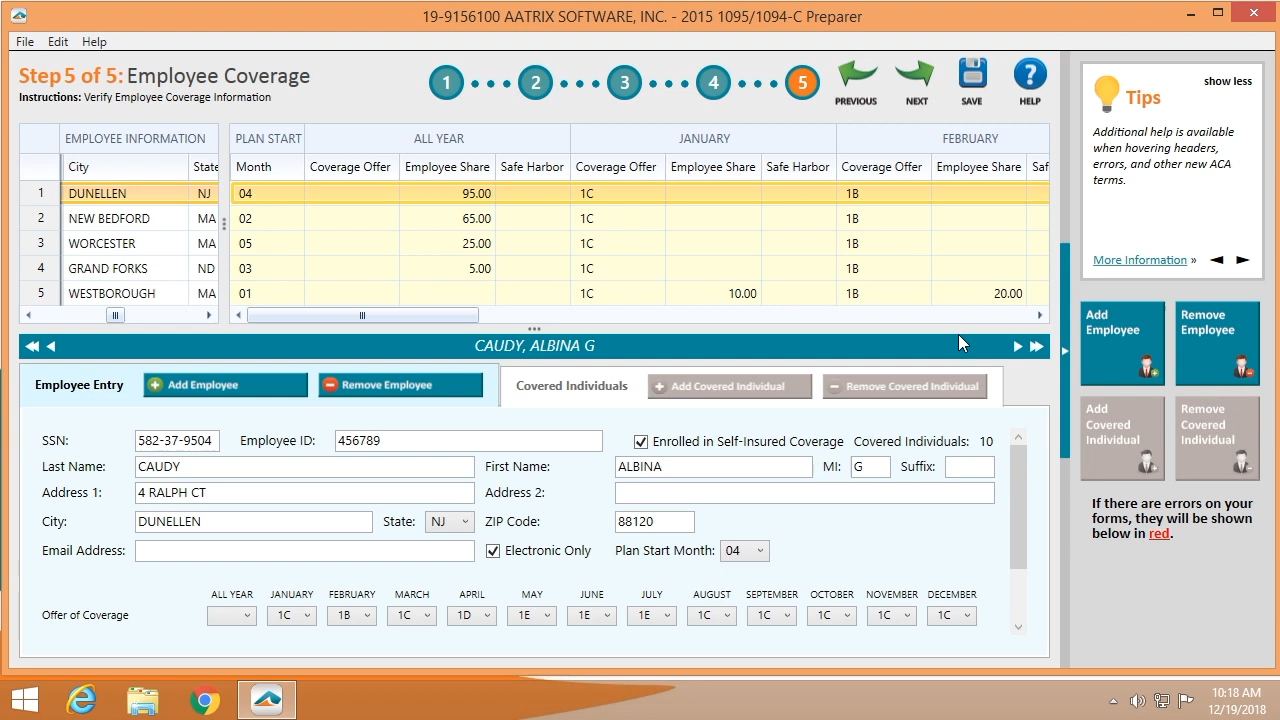 19-9156100 AATRIX SOFTWARE, INC. - 2015 1095/1094-C Preparer
File Edit Help
Step 5 of 5: Employee Coverage
Instructions: Verify Employee Coverage Information
1 2 3 4 5
PREVIOUS NEXT SAVE HELP
EMPLOYEE INFORMATION PLAN START ALL YEAR JANUARY FEBRUARY
City State Month Coverage Offer Employee Share Safe Harbor Coverage Offer Employee Share Safe Harbor Coverage Offer Employee Share Saf
1 DUNELLEN NJ 04 95.00 1C 1B
2 NEW BEDFORD MA 02 65.00 1C 1B
3 WORCESTER MA 05 25.00 1C 1B
4 GRAND FORKS ND 03 5.00 1C 1B
5 WESTBOROUGH MA 01 1C 10.00 1B 20.00
CAUDY, ALBINA G
Employee Entry Add Employee Remove Employee Covered Individuals Add Covered Individual Remove Covered Individual
SSN: 582-37-9504 Employee ID: 456789 Enrolled in Self-Insured Coverage Covered Individuals: 10
Last Name: CAUDY First Name: ALBINA MI: G Suffix:
Address 1: 4 RALPH CT Address 2:
City: DUNELLEN State: NJ ZIP Code: 88120
Email Address: Electronic Only Plan Start Month: 04
ALL YEAR JANUARY FEBRUARY MARCH APRIL MAY JUNE JULY AUGUST SEPTEMBER OCTOBER NOVEMBER DECEMBER
Offer of Coverage 1C 1B 1C 1D 1E 1E 1E 1C 1C 1C 1C 1C
show less
Tips
Additional help is available
when hovering headers,
errors, and other new ACA
terms.
More Information »
Add
Employee
Remove
Employee
Add
Covered
Individual
Remove
Covered
Individual
If there are errors on your
forms, they will be shown
below in red.
10:18 AM
12/19/2018